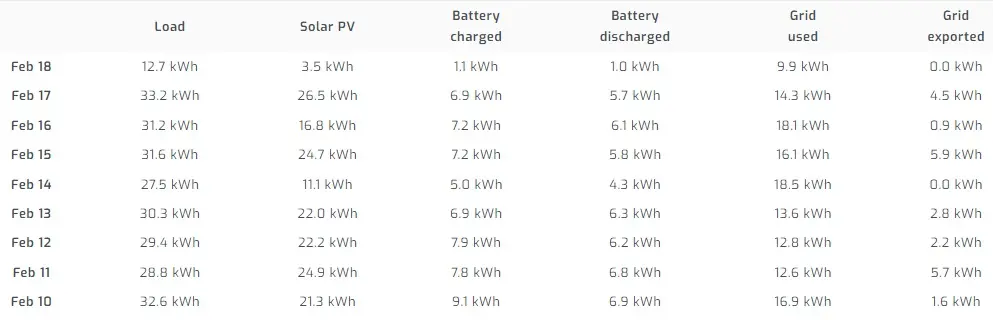 Load Solar PV Battery charged Battery discharged Grid used Grid exported
Feb 18 12.7 kWh 3.5 kWh 1.1 kWh 1.0 kWh 9.9 kWh 0.0 kWh
Feb 17 33.2 kWh 26.5 kWh 6.9 kWh 5.7 kWh 14.3 kWh 4.5 kWh
Feb 16 31.2 kWh 16.8 kWh 7.2 kWh 6.1 kWh 18.1 kWh 0.9 kWh
Feb 15 31.6 kWh 24.7 kWh 7.2 kWh 5.8 kWh 16.1 kWh 5.9 kWh
Feb 14 27.5 kWh 11.1 kWh 5.0 kWh 4.3 kWh 18.5 kWh 0.0 kWh
Feb 13 30.3 kWh 22.0 kWh 6.9 kWh 6.3 kWh 13.6 kWh 2.8 kWh
Feb 12 29.4 kWh 22.2 kWh 7.9 kWh 6.2 kWh 12.8 kWh 2.2 kWh
Feb 11 28.8 kWh 24.9 kWh 7.8 kWh 6.8 kWh 12.6 kWh 5.7 kWh
Feb 10 32.6 kWh 21.3 kWh 9.1 kWh 6.9 kWh 16.9 kWh 1.6 kWh